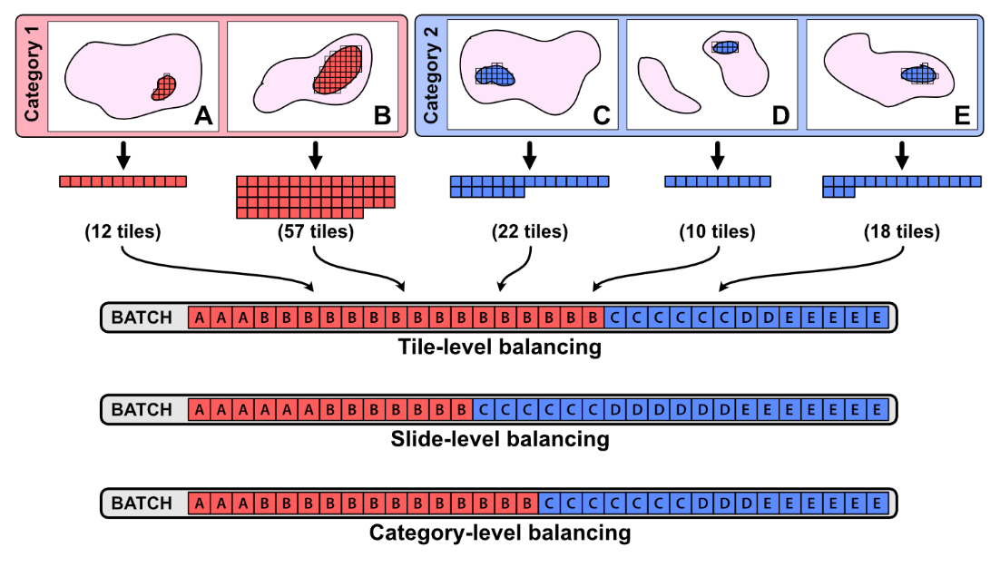 Category 1
A
B
Category 2
C
D
E
(12 tiles)
(57 tiles)
(22 tiles)
(10 tiles)
(18 tiles)
BATCH A A A B B B B B B B B B B B B B B B B C C C C C C D D E E E E E
Tile-level balancing
BATCH A A A A A A B B B B B B B C C C C C C D D D D D D E E E E E E E
Slide-level balancing
BATCH A A A B B B B B B B B B B B B B C C C C C C C D D D E E E E E E
Category-level balancing